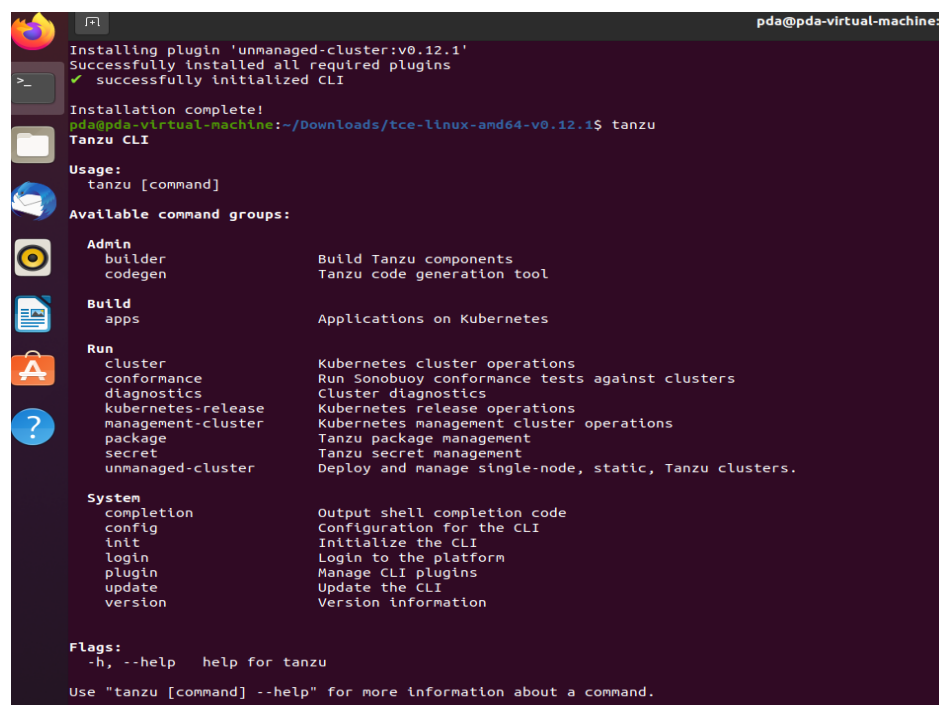 pda@pda-virtual-machine:
Installing plugin 'unmanaged-cluster:v0.12.1'
Successfully installed all required plugins
✔ successfully initialized CLI
Installation complete!
pda@pda-virtual-machine:~/Downloads/tce-linux-amd64-v0.12.1$ tanzu
Tanzu CLI
Usage:
  tanzu [command]
Available command groups:
  Admin
    builder                 Build Tanzu components
    codegen                 Tanzu code generation tool
  Build
    apps                    Applications on Kubernetes
  Run
    cluster                 Kubernetes cluster operations
    conformance             Run Sonobuoy conformance tests against clusters
    diagnostics             Cluster diagnostics
    kubernetes-release      Kubernetes release operations
    management-cluster      Kubernetes management cluster operations
    package                 Tanzu package management
    secret                  Tanzu secret management
    unmanaged-cluster       Deploy and manage single-node, static, Tanzu clusters.
  System
    completion              Output shell completion code
    config                  Configuration for the CLI
    init                    Initialize the CLI
    login                   Login to the platform
    plugin                  Manage CLI plugins
    update                  Update the CLI
    version                 Version information
Flags:
  -h, --help   help for tanzu
Use "tanzu [command] --help" for more information about a command.